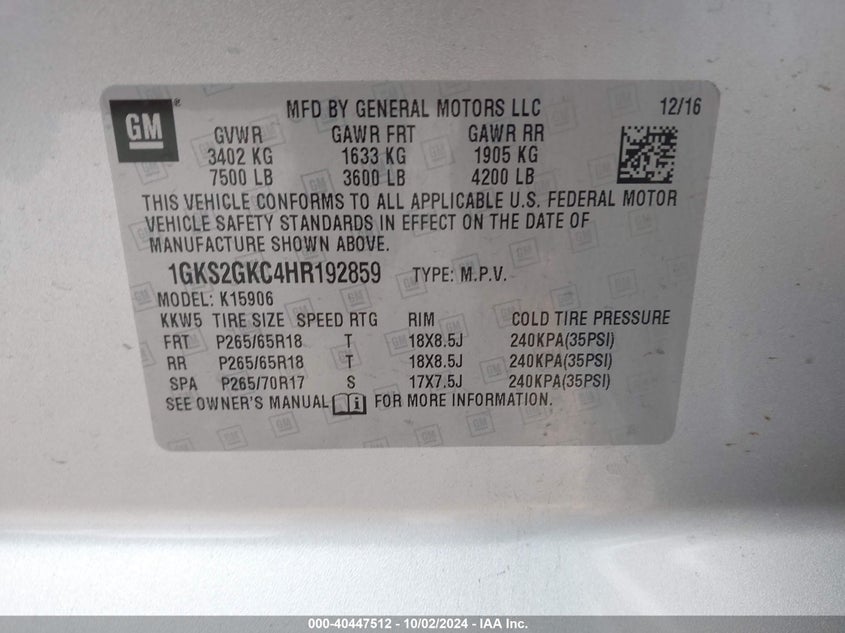 GM ® MFD BY GENERAL MOTORS LLC 12/16
GVWR GAWR FRT GAWR RR
3402 KG 1633 KG 1905 KG
7500 LB 3600 LB 4200 LB
THIS VEHICLE CONFORMS TO ALL APPLICABLE U.S. FEDERAL MOTOR
VEHICLE SAFETY STANDARDS IN EFFECT ON THE DATE OF
MANUFACTURE SHOWN ABOVE.
1GKS2GKC4HR192859 TYPE: M.P.V.
MODEL: K15906
KKW5 TIRE SIZE SPEED RTG RIM COLD TIRE PRESSURE
FRT P265/65R18 T 18X8.5J 240KPA(35PSI)
RR P265/65R18 T 18X8.5J 240KPA(35PSI)
SPA P265/70R17 S 17X7.5J 240KPA(35PSI)
SEE OWNER'S MANUAL FOR MORE INFORMATION.
000-40447512 - 10/02/2024 - IAA Inc.